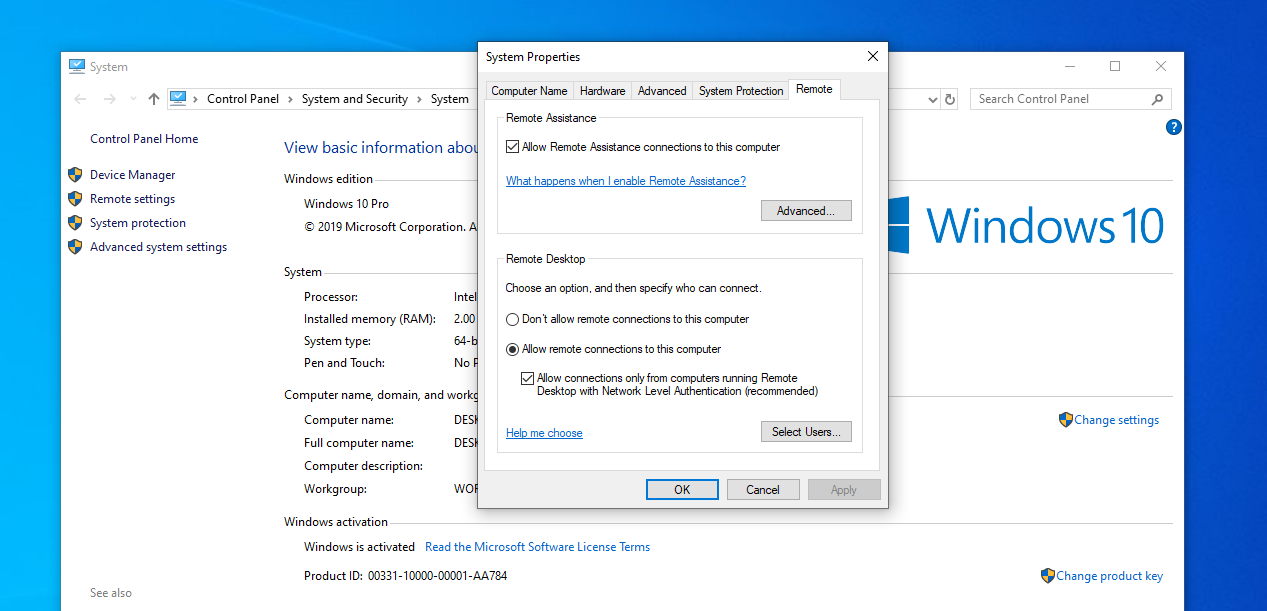 System
Control Panel
System and Security
System
Search Control Panel
Control Panel Home
Device Manager
Remote settings
System protection
Advanced system settings
See also
View basic information abou
Windows edition
Windows 10 Pro
© 2019 Microsoft Corporation. A
Windows 10
System
Processor: Intel
Installed memory (RAM): 2.00
System type: 64-b
Pen and Touch: No P
Computer name, domain, and workg
Computer name: DESK
Full computer name: DESK
Computer description:
Workgroup: WOR
Change settings
Windows activation
Windows is activated Read the Microsoft Software License Terms
Product ID: 00331-10000-00001-AA784
Change product key
System Properties
Computer Name Hardware Advanced System Protection Remote
Remote Assistance
Allow Remote Assistance connections to this computer
What happens when I enable Remote Assistance?
Advanced...
Remote Desktop
Choose an option, and then specify who can connect.
Don't allow remote connections to this computer
Allow remote connections to this computer
Allow connections only from computers running Remote
Desktop with Network Level Authentication (recommended)
Help me choose
Select Users...
OK Cancel Apply